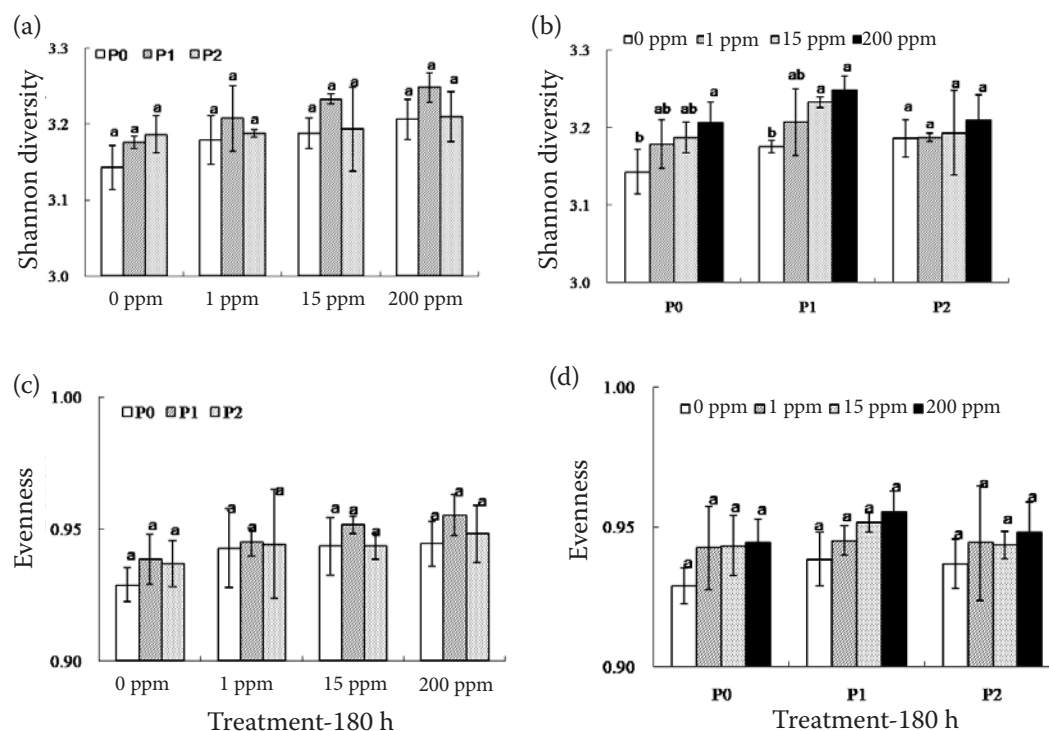 (a)
P0 P1 P2
Shannon diversity
3.3
3.2
3.1
3.0
a a a
a a a
a a a
a a a
0 ppm 1 ppm 15 ppm 200 ppm
(b)
0 ppm 1 ppm 15 ppm 200 ppm
Shannon diversity
3.3
3.2
3.1
3.0
b ab ab a
b ab a a
a a a a
P0 P1 P2
(c)
P0 P1 P2
Evenness
1.00
0.95
0.90
a a a
a a a
a a a
a a a
0 ppm 1 ppm 15 ppm 200 ppm
Treatment-180 h
(d)
0 ppm 1 ppm 15 ppm 200 ppm
Evenness
1.00
0.95
0.90
a a a a
a a a a
a a a a
P0 P1 P2
Treatment-180 h